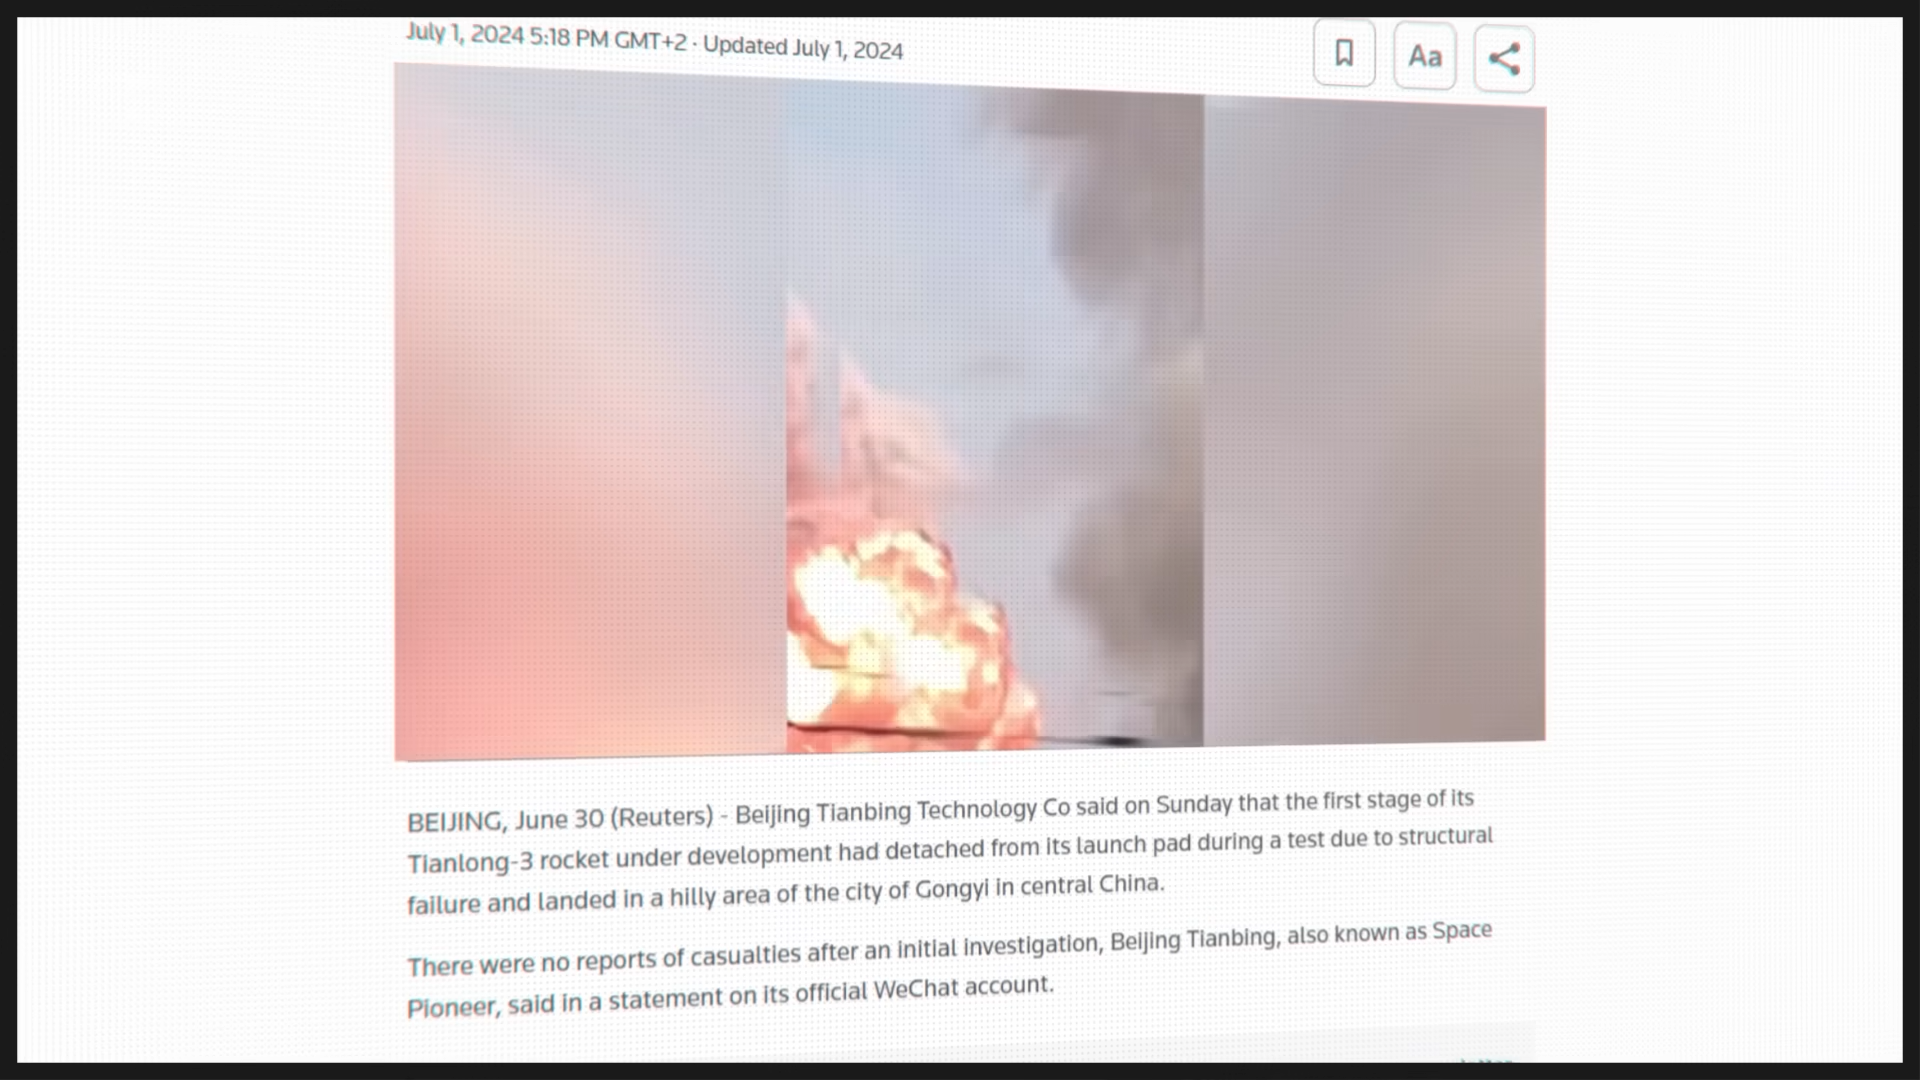 July 1, 2024 5:18 PM GMT+2 · Updated July 1, 2024
Aa
BEIJING, June 30 (Reuters) - Beijing Tianbing Technology Co said on Sunday that the first stage of its
Tianlong-3 rocket under development had detached from its launch pad during a test due to structural
failure and landed in a hilly area of the city of Gongyi in central China.
There were no reports of casualties after an initial investigation, Beijing Tianbing, also known as Space
Pioneer, said in a statement on its official WeChat account.